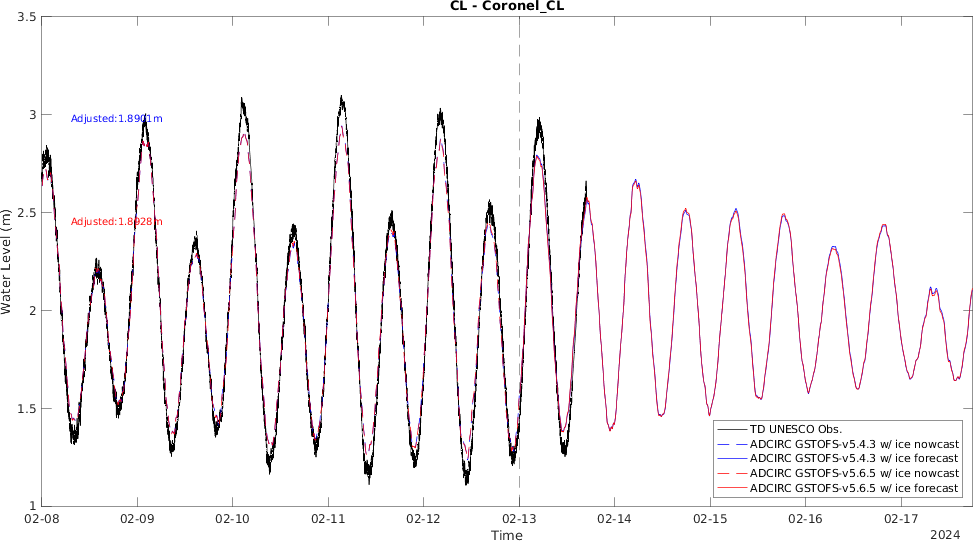 CL - Coronel_CL
3.5
3
2.5
2
1.5
1
Water Level (m)
Adjusted:1.8901m
Adjusted:1.8928m
TD UNESCO Obs.
ADCIRC GSTOFS-v5.4.3 w/ ice nowcast
ADCIRC GSTOFS-v5.4.3 w/ ice forecast
ADCIRC GSTOFS-v5.6.5 w/ ice nowcast
ADCIRC GSTOFS-v5.6.5 w/ ice forecast
02-08 02-09 02-10 02-11 02-12 02-13 02-14 02-15 02-16 02-17
Time
2024